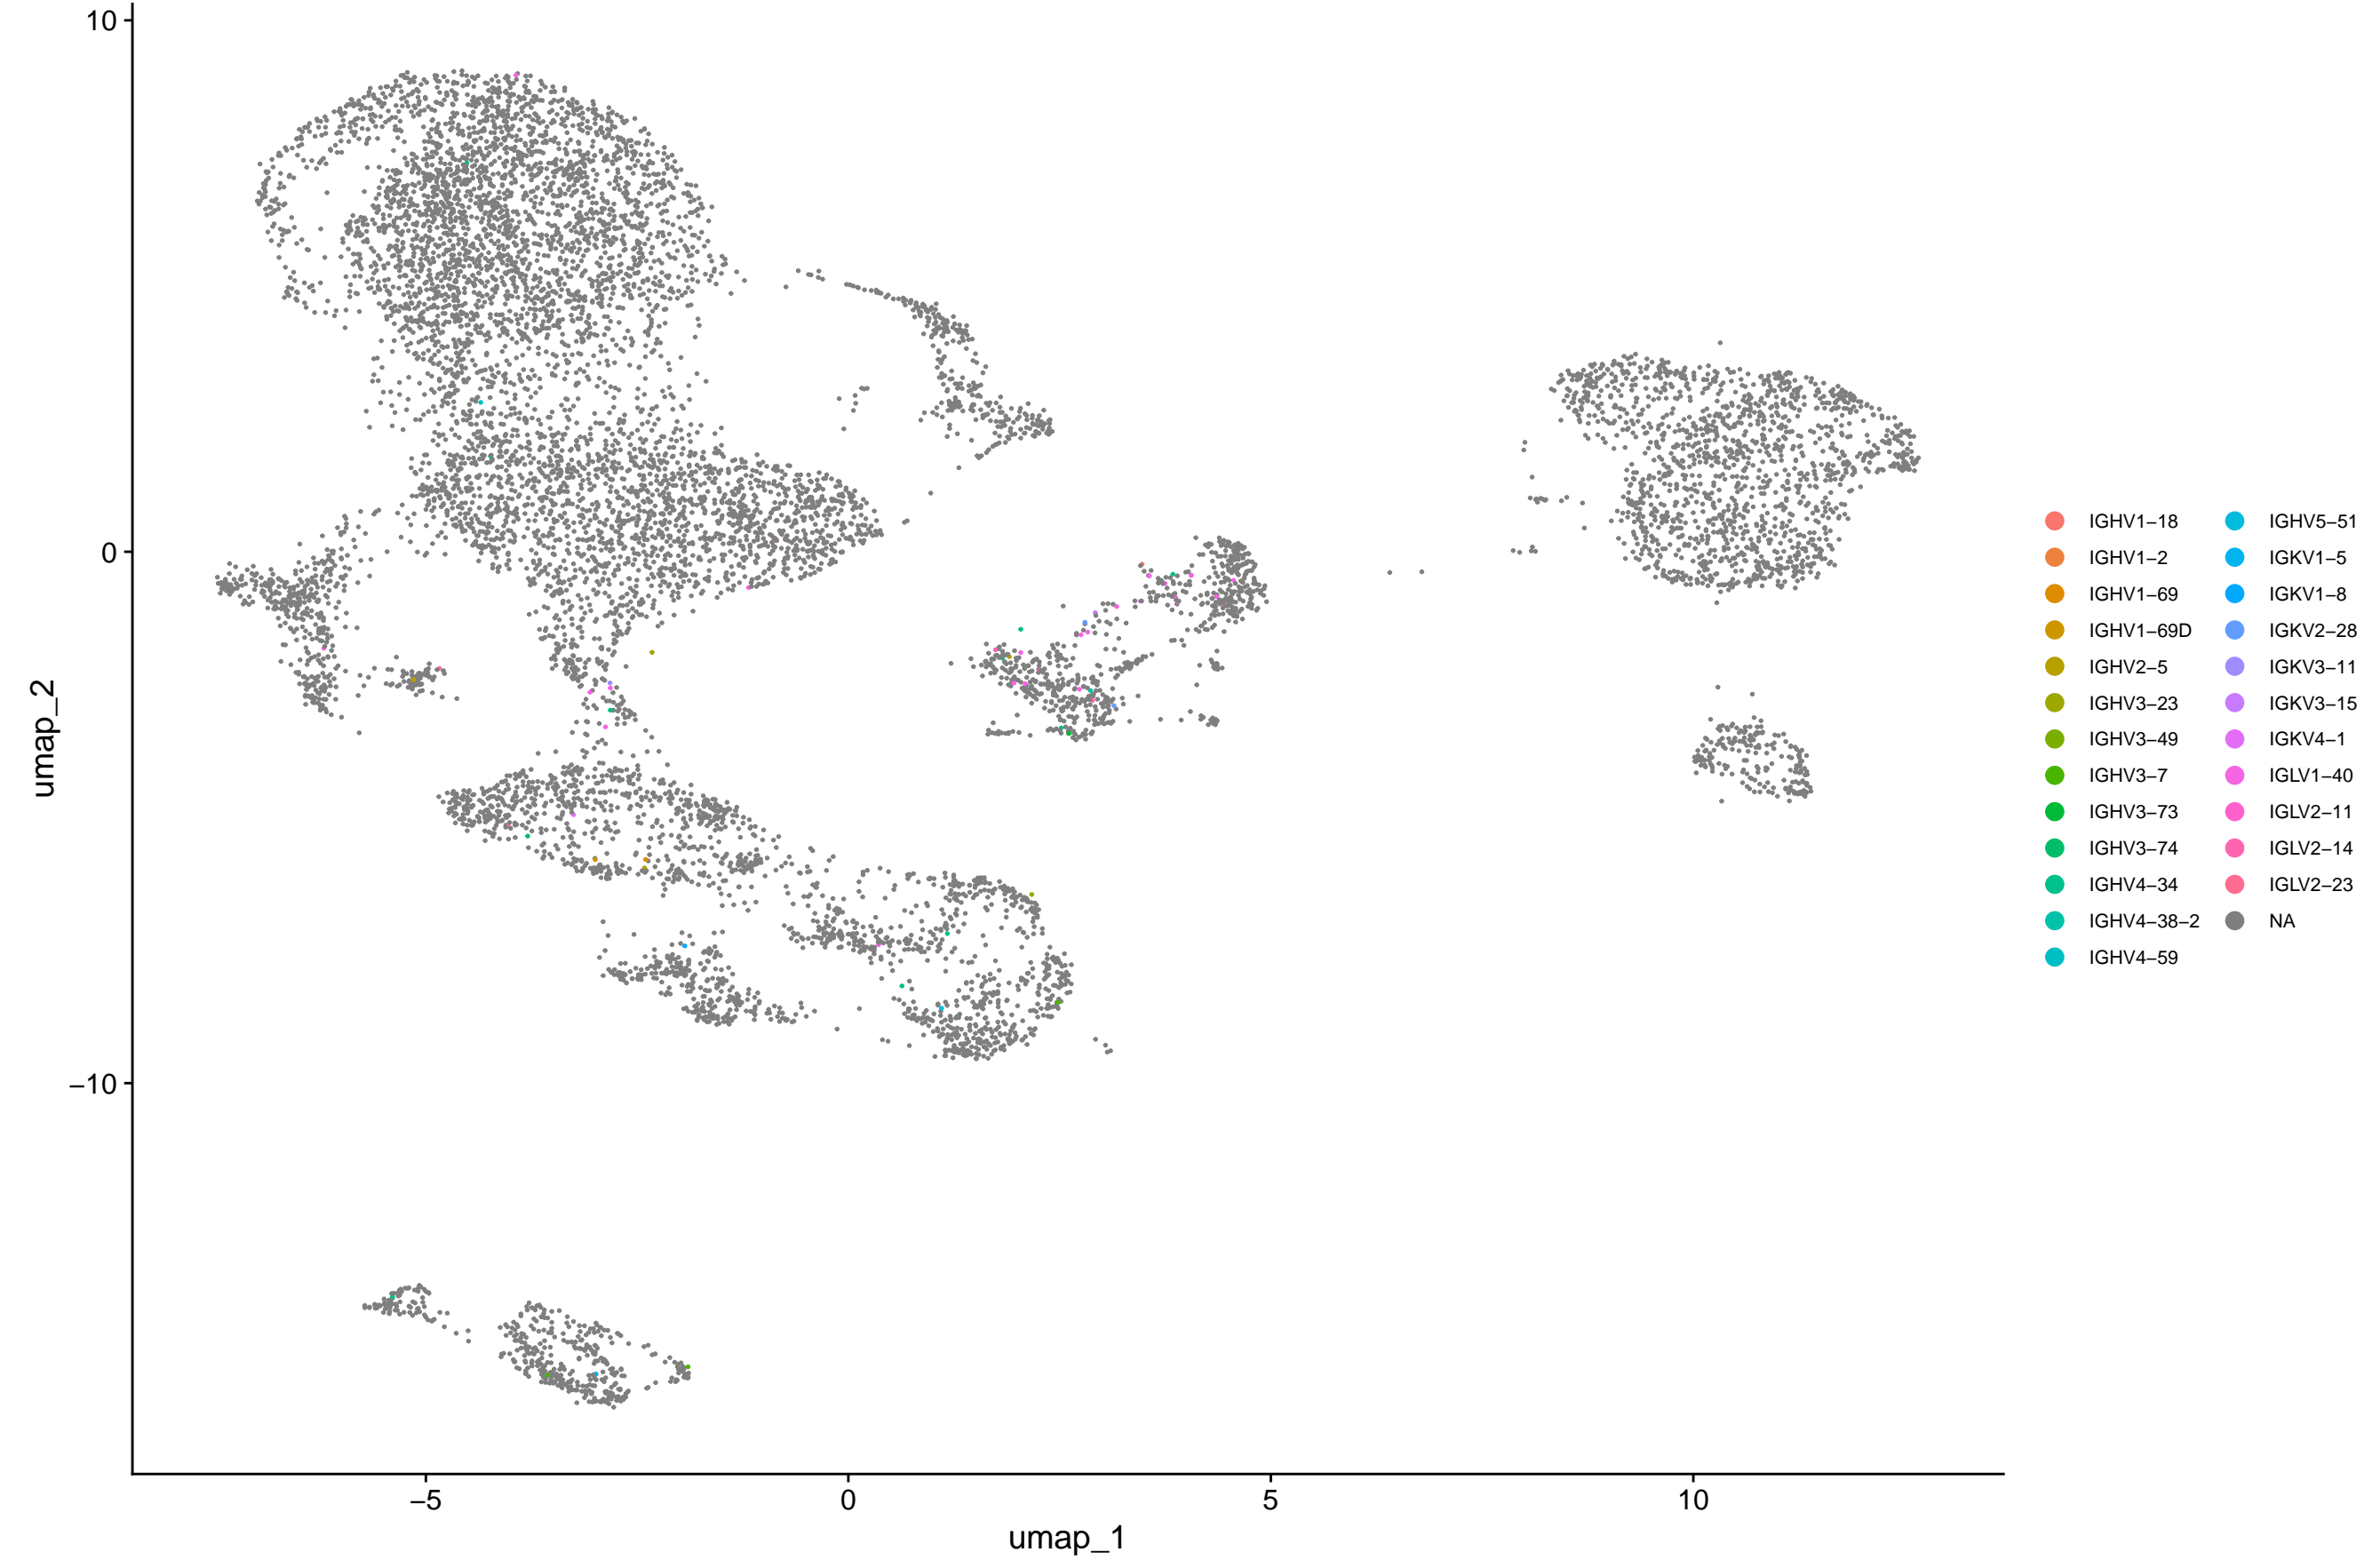 10
0
−10
umap_2
−5
0
5
10
umap_1
IGHV1−18
IGHV1−2
IGHV1−69
IGHV1−69D
IGHV2−5
IGHV3−23
IGHV3−49
IGHV3−7
IGHV3−73
IGHV3−74
IGHV4−34
IGHV4−38−2
IGHV4−59
IGHV5−51
IGKV1−5
IGKV1−8
IGKV2−28
IGKV3−11
IGKV3−15
IGKV4−1
IGLV1−40
IGLV2−11
IGLV2−14
IGLV2−23
NA